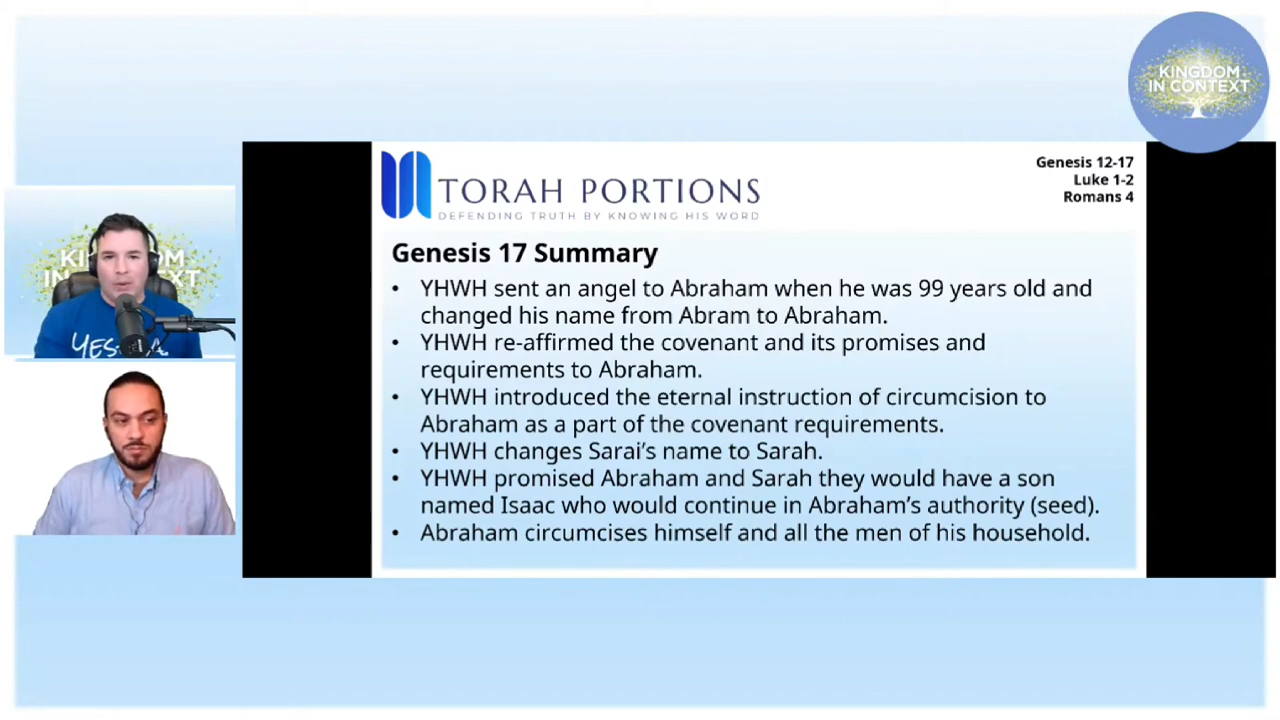 KINGDOM
IN CONTEXT
TORAH PORTIONS
DEFENDING TRUTH BY KNOWING HIS WORD
Genesis 12-17
Luke 1-2
Romans 4
Genesis 17 Summary
• YHWH sent an angel to Abraham when he was 99 years old and
changed his name from Abram to Abraham.
• YHWH re-affirmed the covenant and its promises and
requirements to Abraham.
• YHWH introduced the eternal instruction of circumcision to
Abraham as a part of the covenant requirements.
• YHWH changes Sarai's name to Sarah.
• YHWH promised Abraham and Sarah they would have a son
named Isaac who would continue in Abraham's authority (seed).
• Abraham circumcises himself and all the men of his household.